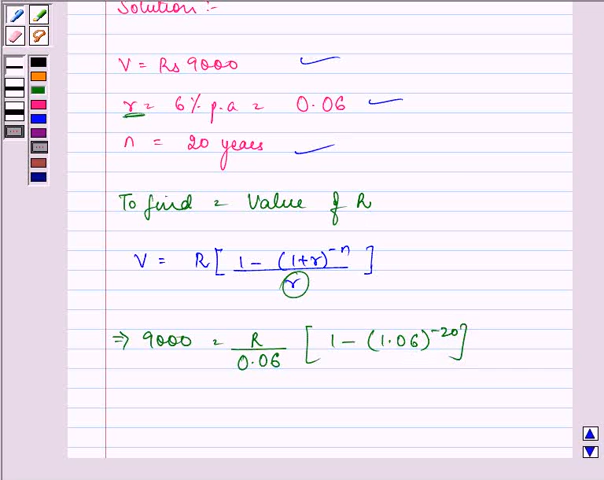 Solution :-
V = Rs 9000
r = 6% p.a = 0.06
n = 20 years
To find = Value of R
V = R [ 1 - (1+r)^-n / r ]
⇒ 9000 = R / 0.06 [ 1 - (1.06)^-20 ]